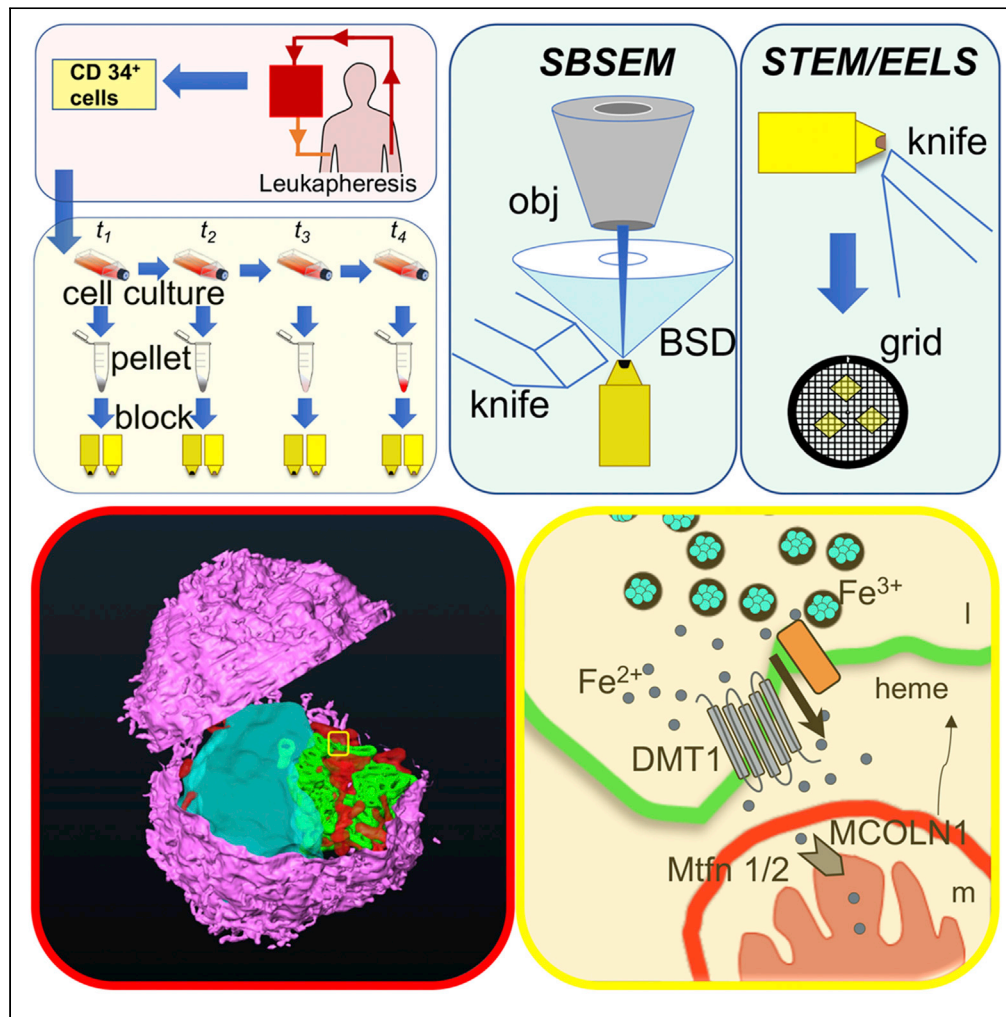 CD 34⁺
cells
Leukapheresis
t₁ t₂ t₃ t₄
cell culture
pellet
block
SBSEM
obj
BSD
knife
STEM/EELS
knife
grid
Fe³⁺
l
Fe²⁺
heme
DMT1
MCOLN1
Mtfn 1/2
m